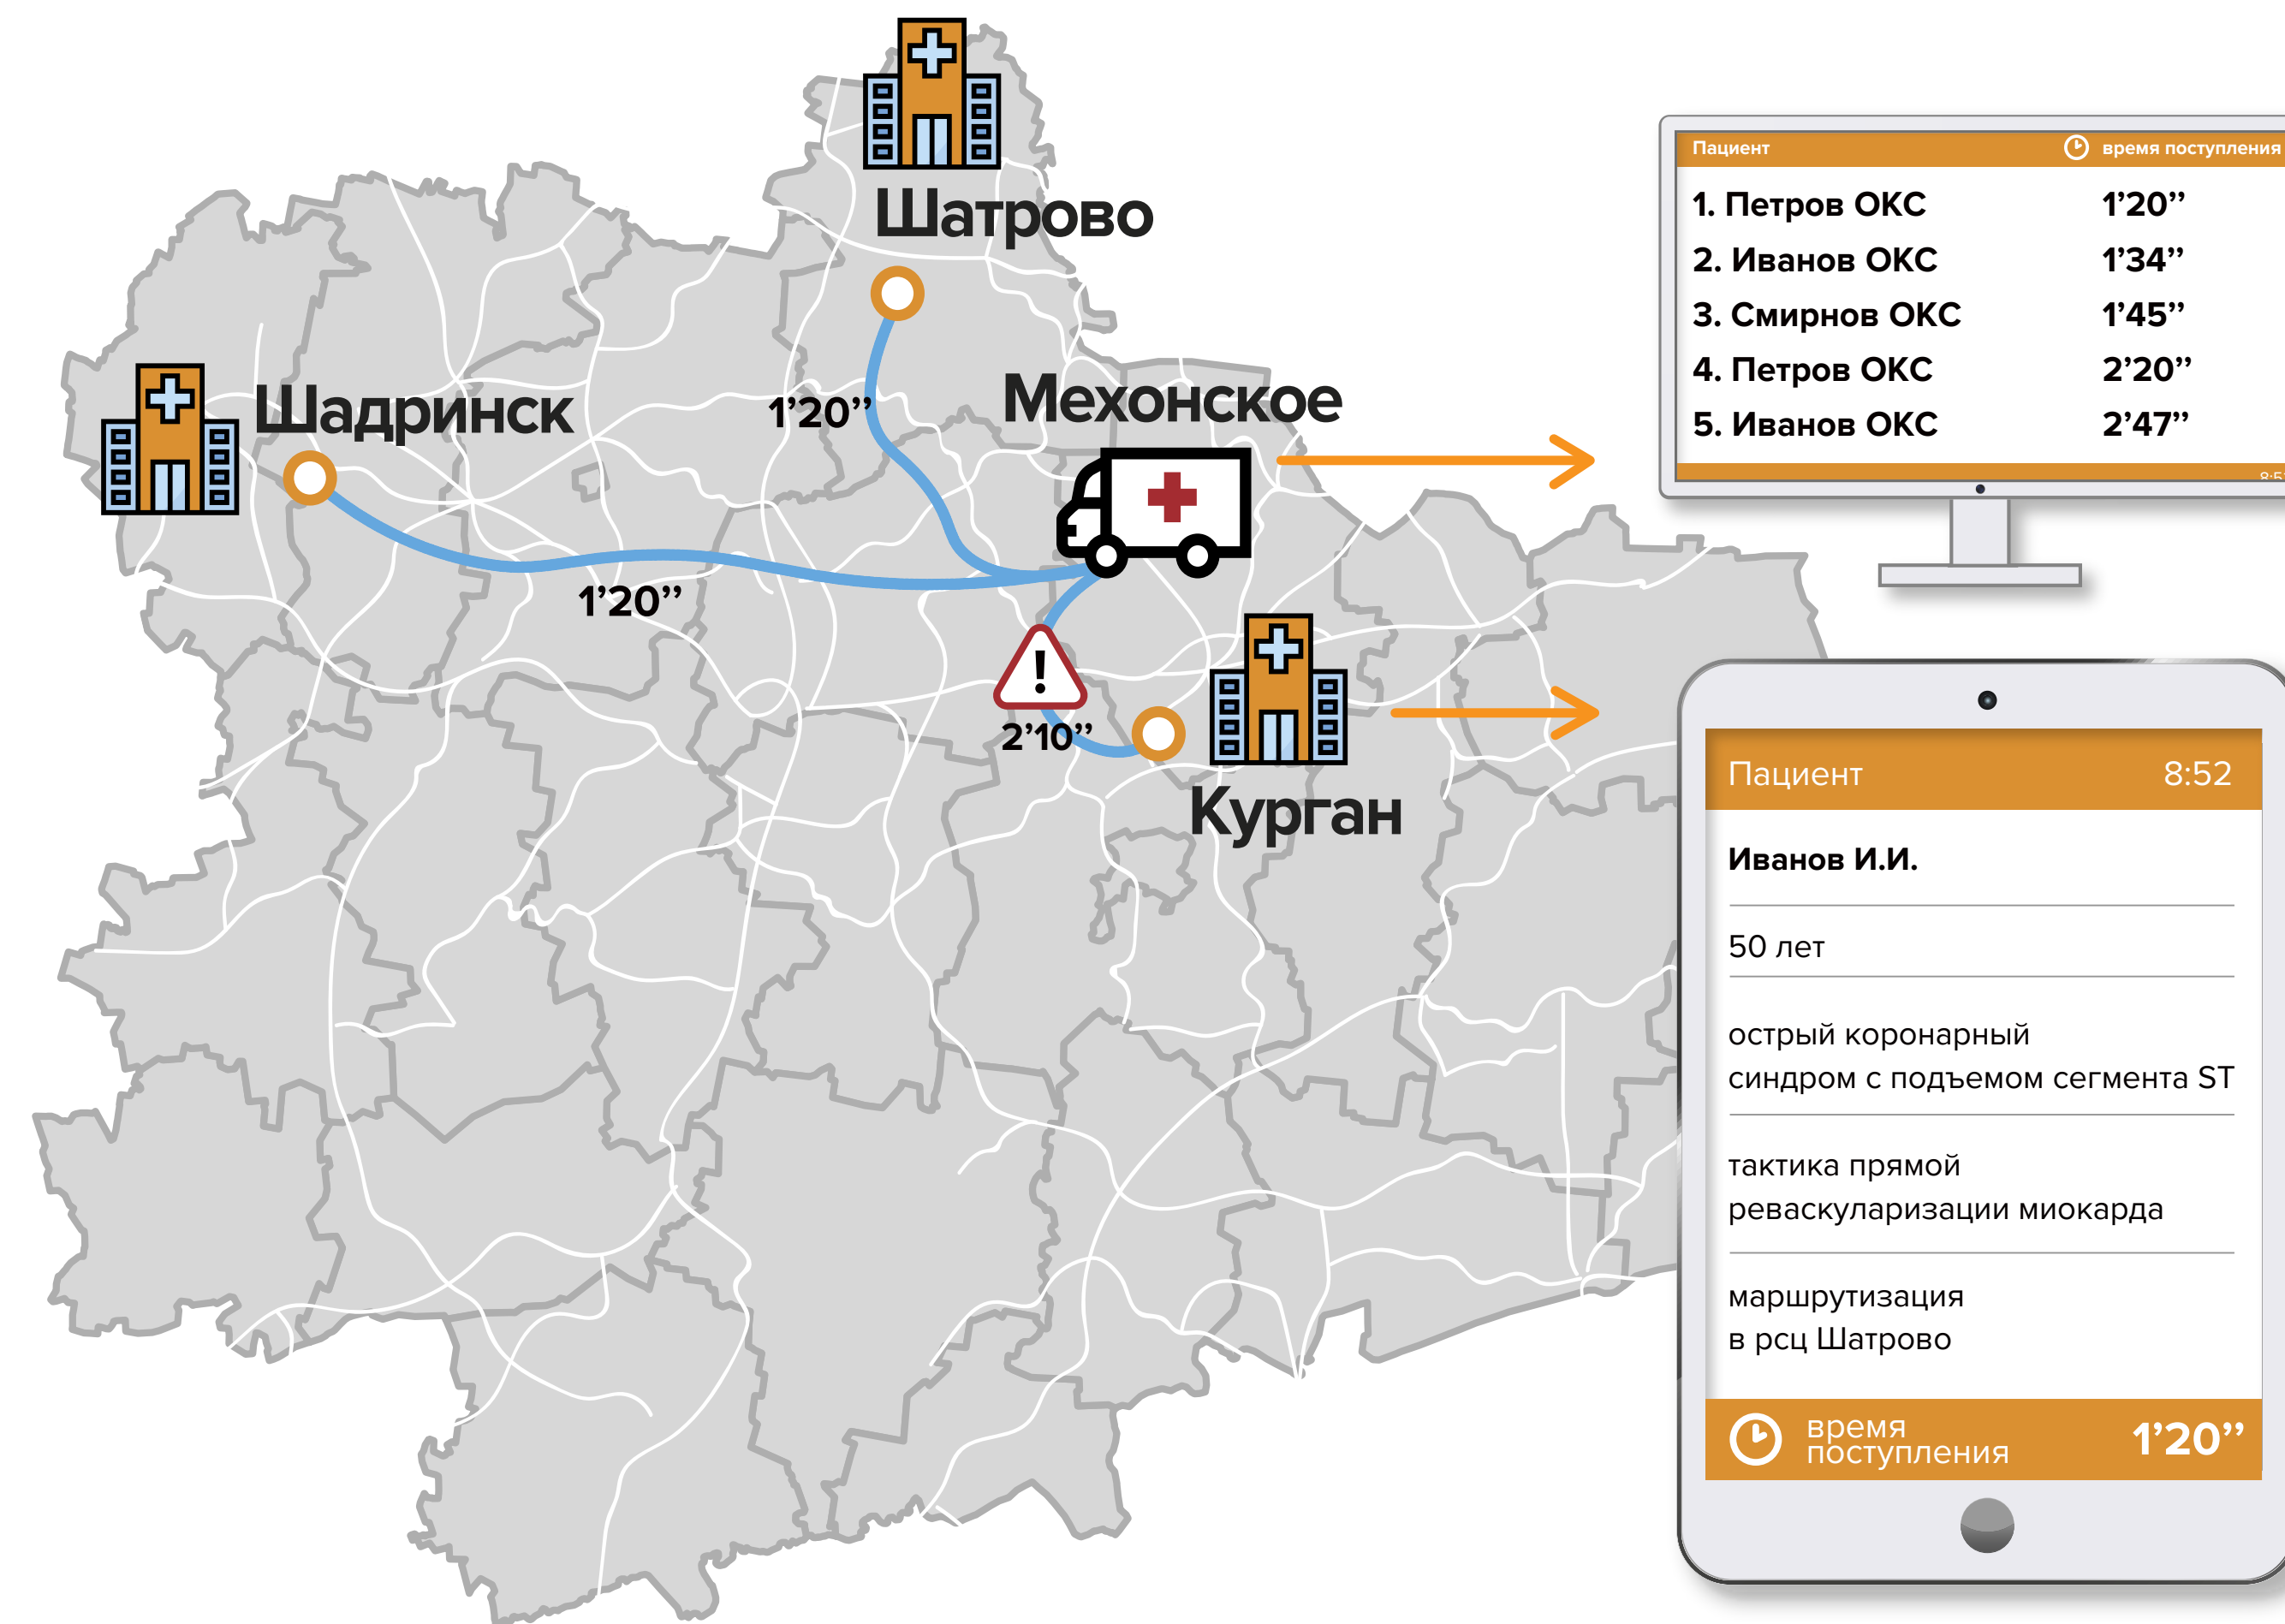 Шатрово
Шадринск
1’20’’
Мехонское
1’20’’
!
2’10’’
Курган
Пациент время поступления
1. Петров ОКС 1’20’’
2. Иванов ОКС 1’34’’
3. Смирнов ОКС 1’45’’
4. Петров ОКС 2’20’’
5. Иванов ОКС 2’47’’
Пациент 8:52
Иванов И.И.
50 лет
острый коронарный
синдром с подъемом сегмента ST
тактика прямой
реваскуляризации миокарда
маршрутизация
в рсц Шатрово
время
поступления
1’20’’